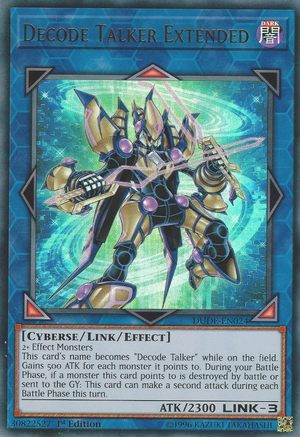 DECODE TALKER EXTENDED
DARK
闇
DUDE-EN024
[CYBERSE/LINK/EFFECT]
2+ Effect Monsters
This card's name becomes "Decode Talker" while on the field.
Gains 500 ATK for each monster it points to. During your Battle
Phase, if a monster this card points to is destroyed by battle or
sent to the GY: This card can make a second attack during each
Battle Phase this turn.
ATK/2300 LINK-3
30822527 1st Edition ©1996 KAZUKI TAKAHASHI